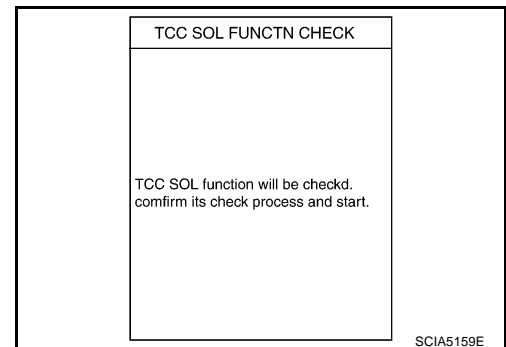 TCC SOL FUNCTN CHECK
TCC SOL function will be checkd.
comfirm its check process and start.
SCIA5159E